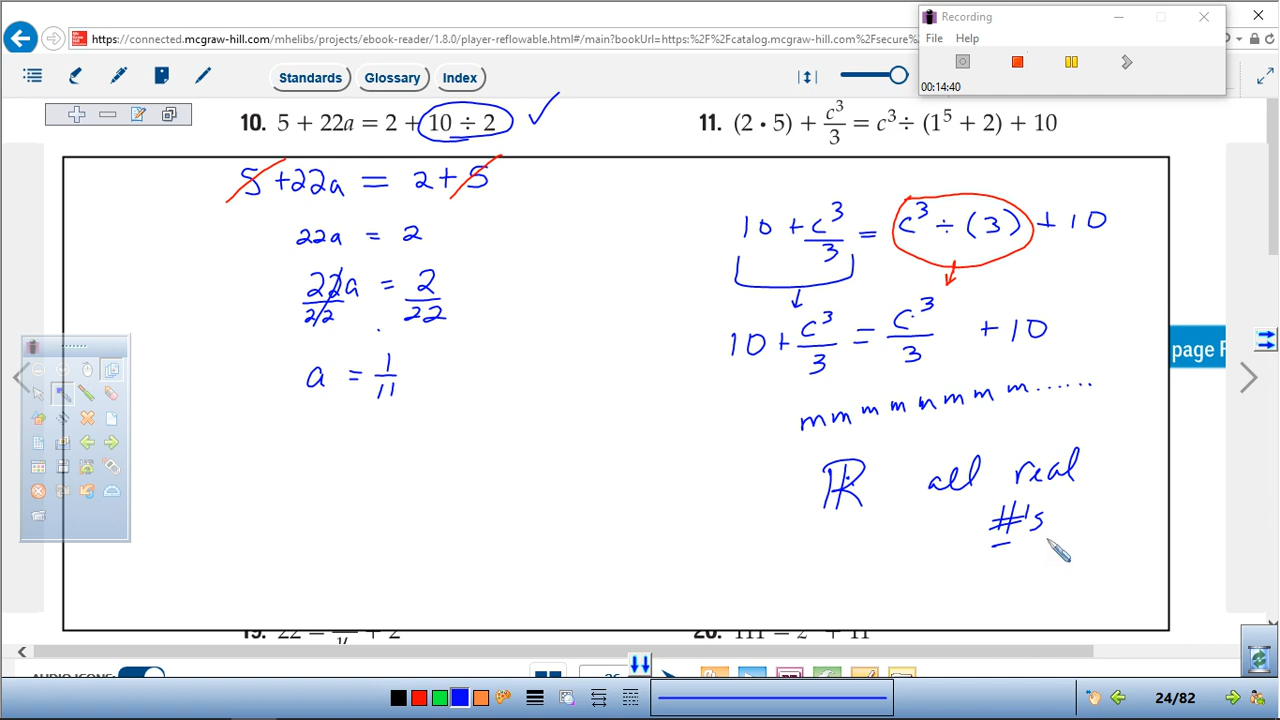 Recording
File Help
00:14:40
https://connected.mcgraw-hill.com/mhelibs/projects/ebook-reader/1.8.0/player-reflowable.html#/main?bookUrl=https:%2F%2Fcatalog.mcgraw-hill.com%2Fsecure%
Standards Glossary Index
10. 5 + 22a = 2 + 10 ÷ 2 ✓
5 + 22a = 2 + 5
22a = 2
22a/22 = 2/22
a = 1/11
11. (2 • 5) + c³/3 = c³ ÷ (1⁵ + 2) + 10
10 + c³/3 = c³ ÷ (3) + 10
10 + c³/3 = c³/3 + 10
m m m m m m m m ......
ℝ all real
#'s
page F
24/82